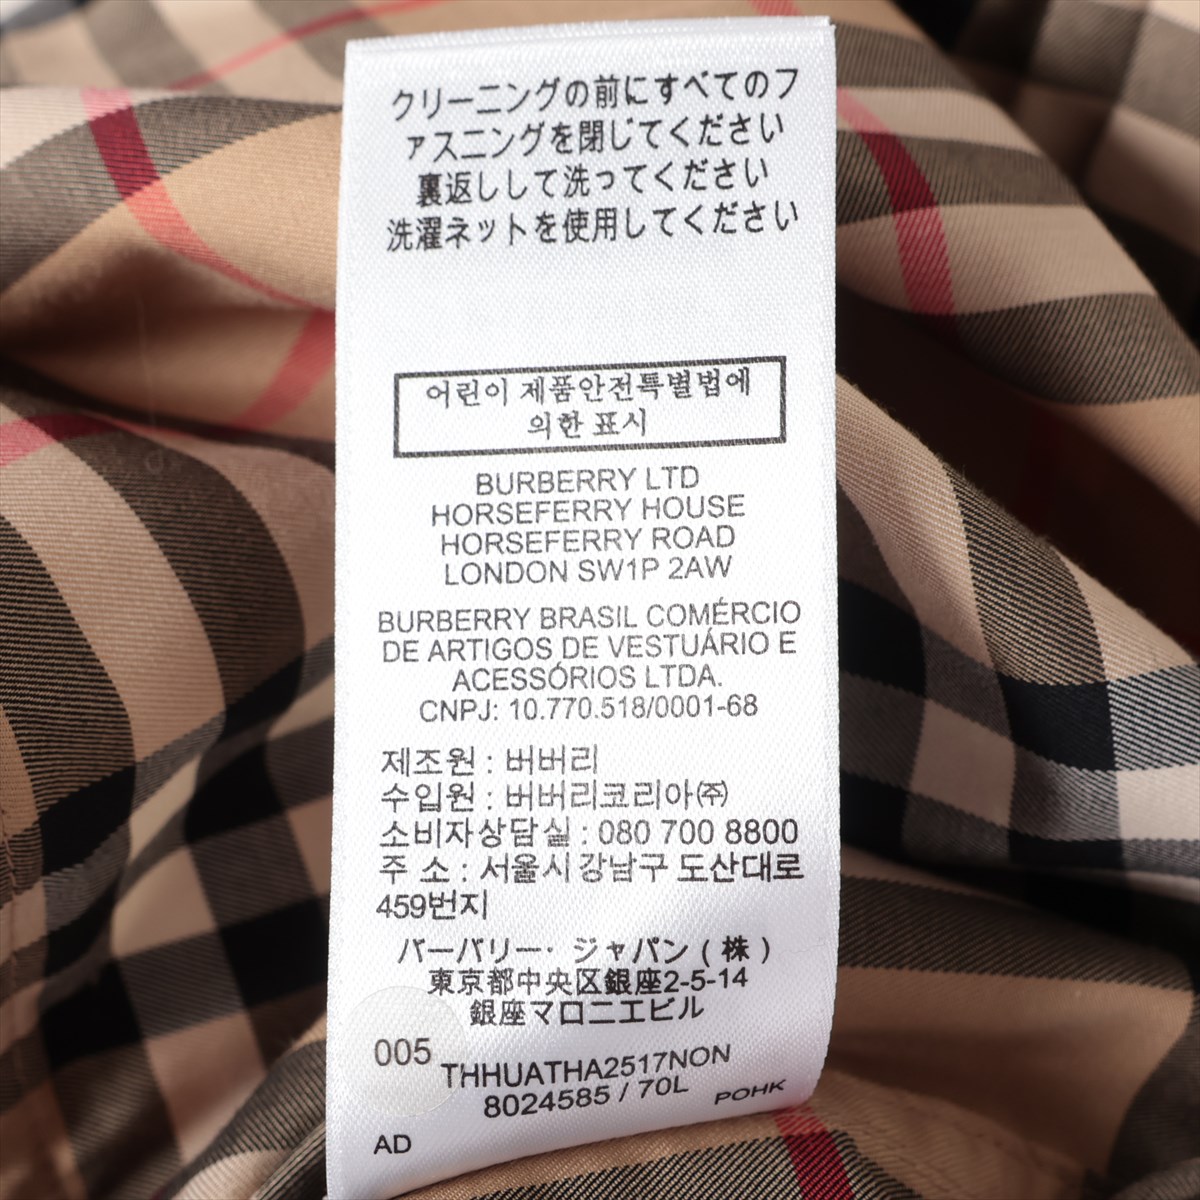 クリーニングの前にすべてのフ
ァスニングを閉じてください
裏返しして洗ってください
洗濯ネットを使用してください
어린이 제품안전특별법에
의한 표시
BURBERRY LTD
HORSEFERRY HOUSE
HORSEFERRY ROAD
LONDON SW1P 2AW
BURBERRY BRASIL COMÉRCIO
DE ARTIGOS DE VESTUÁRIO E
ACESSÓRIOS LTDA.
CNPJ: 10.770.518/0001-68
제조원 : 버버리
수입원 : 버버리코리아㈜
소비자상담실 : 080 700 8800
주 소 : 서울시 강남구 도산대로
459번지
バーバリー・ジャパン(株)
東京都中央区銀座2-5-14
銀座マロニエビル
005
THHUATHA2517NON
8024585 / 70L
POHK
AD